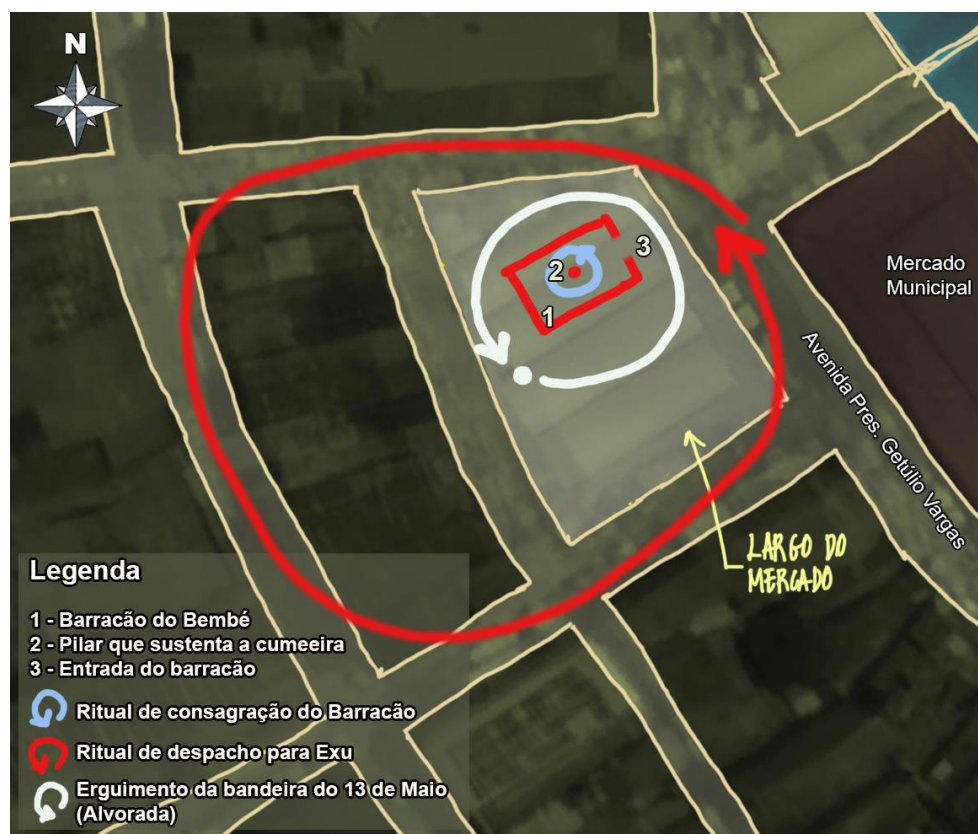 N
3
2
1
Mercado
Municipal
Avenida Pres. Getúlio Vargas
LARGO DO
MERCADO
Legenda
1 - Barracão do Bembé
2 - Pilar que sustenta a cumeeira
3 - Entrada do barracão
Ritual de consagração do Barracão
Ritual de despacho para Exu
Erguimento da bandeira do 13 de Maio
(Alvorada)